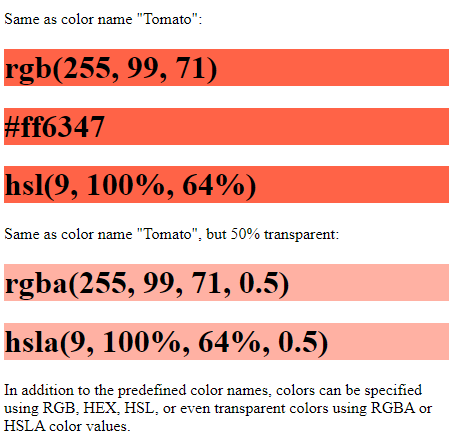 Same as color name "Tomato":
rgb(255, 99, 71)
#ff6347
hsl(9, 100%, 64%)
Same as color name "Tomato", but 50% transparent:
rgba(255, 99, 71, 0.5)
hsla(9, 100%, 64%, 0.5)
In addition to the predefined color names, colors can be specified
using RGB, HEX, HSL, or even transparent colors using RGBA or
HSLA color values.